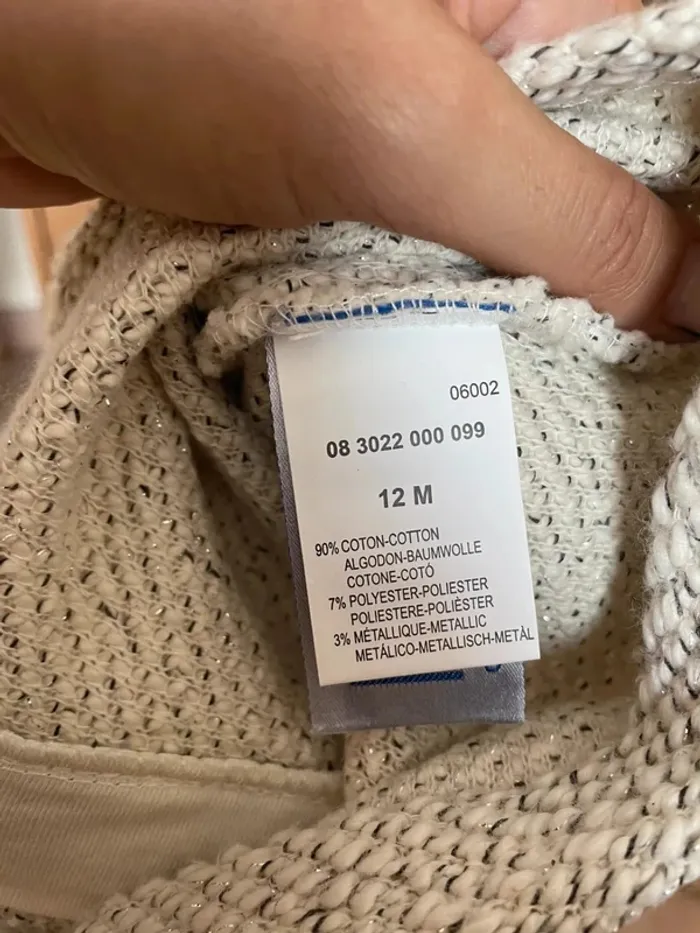 06002
08 3022 000 099
12 M
90% COTON-COTTON
ALGODON-BAUMWOLLE
COTONE-COTÓ
7% POLYESTER-POLIESTER
POLIESTERE-POLIÈSTER
3% MÉTALLIQUE-METALLIC
METÁLICO-METALLISCH-METÀL